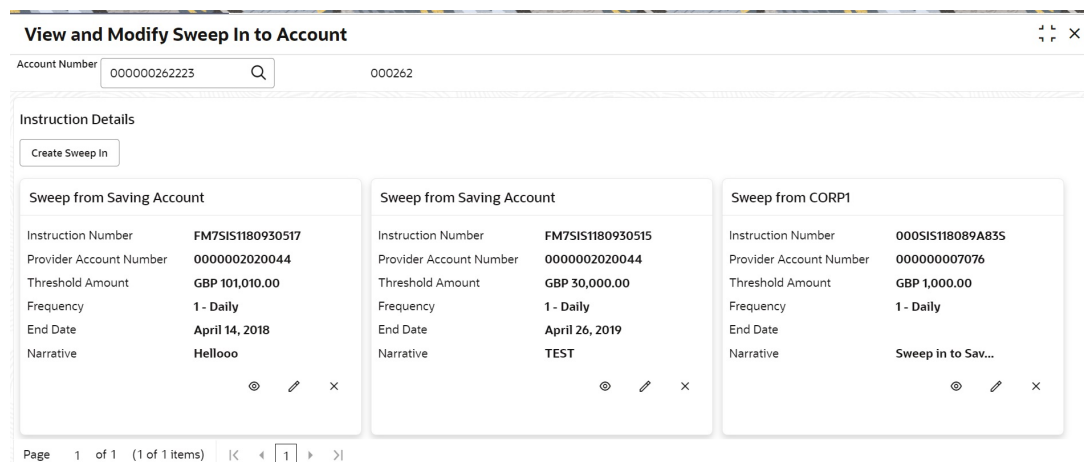 View and Modify Sweep In to Account
Account Number
000000262223
000262
Instruction Details
Create Sweep In
Sweep from Saving Account
Instruction Number FM7SIS1180930517
Provider Account Number 0000002020044
Threshold Amount GBP 101,010.00
Frequency 1 - Daily
End Date April 14, 2018
Narrative Hellooo
Sweep from Saving Account
Instruction Number FM7SIS1180930515
Provider Account Number 0000002020044
Threshold Amount GBP 30,000.00
Frequency 1 - Daily
End Date April 26, 2019
Narrative TEST
Sweep from CORP1
Instruction Number 000SIS118089A83S
Provider Account Number 000000007076
Threshold Amount GBP 1,000.00
Frequency 1 - Daily
End Date
Narrative Sweep in to Sav...
Page 1 of 1 (1 of 1 items) 1